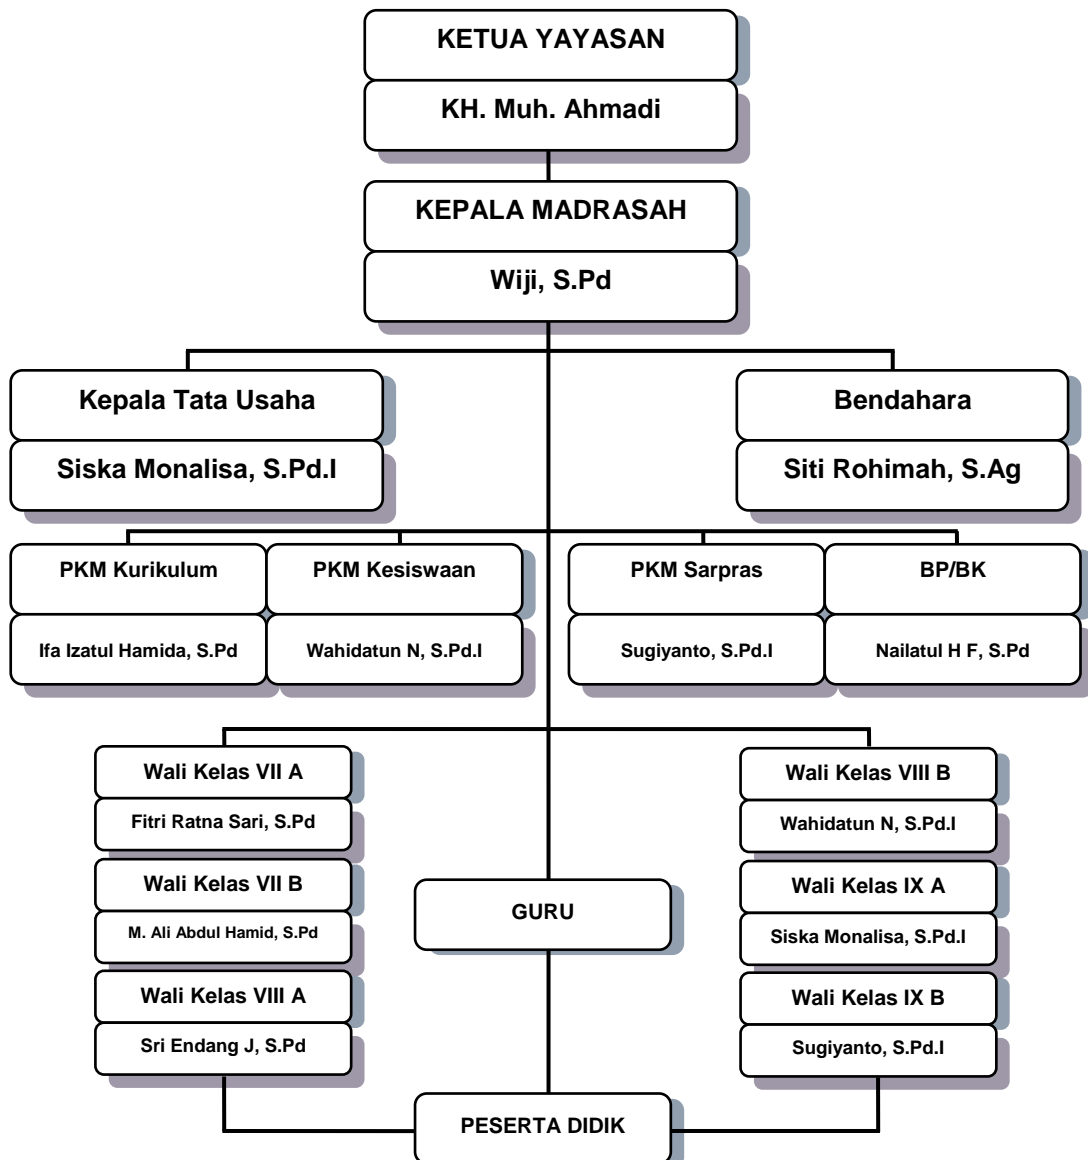 KETUA YAYASAN
KH. Muh. Ahmadi
KEPALA MADRASAH
Wiji, S.Pd
Kepala Tata Usaha
Siska Monalisa, S.Pd.I
Bendahara
Siti Rohimah, S.Ag
PKM Kurikulum
Ifa Izatul Hamida, S.Pd
PKM Kesiswaan
Wahidatun N, S.Pd.I
PKM Sarpras
Sugiyanto, S.Pd.I
BP/BK
Nailatul H F, S.Pd
Wali Kelas VII A
Fitri Ratna Sari, S.Pd
Wali Kelas VII B
M. Ali Abdul Hamid, S.Pd
Wali Kelas VIII A
Sri Endang J, S.Pd
GURU
Wali Kelas VIII B
Wahidatun N, S.Pd.I
Wali Kelas IX A
Siska Monalisa, S.Pd.I
Wali Kelas IX B
Sugiyanto, S.Pd.I
PESERTA DIDIK